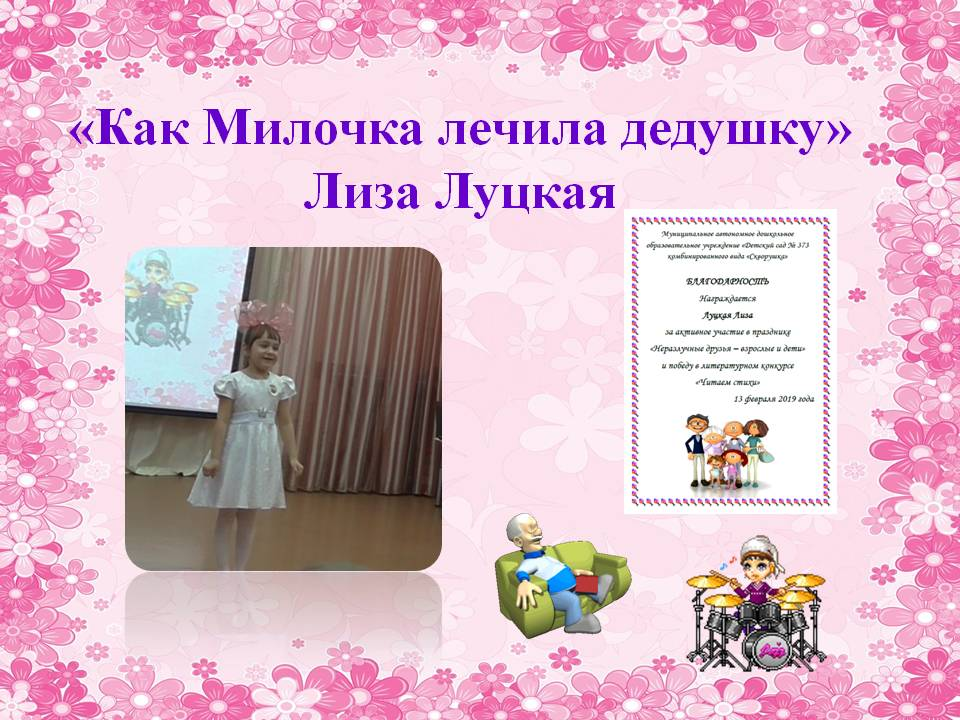 «Как Милочка лечила дедушку»
Лиза Луцкая
Муниципальное автономное дошкольное
образовательное учреждение «Детский сад № 373
комбинированного вида «Скворушка»
БЛАГОДАРНОСТЬ
Награждается
Луцкая Лиза
за активное участие в празднике
«Неразлучные друзья – взрослые и дети»
и победу в литературном конкурсе
«Читаем стихи»
13 февраля 2019 года